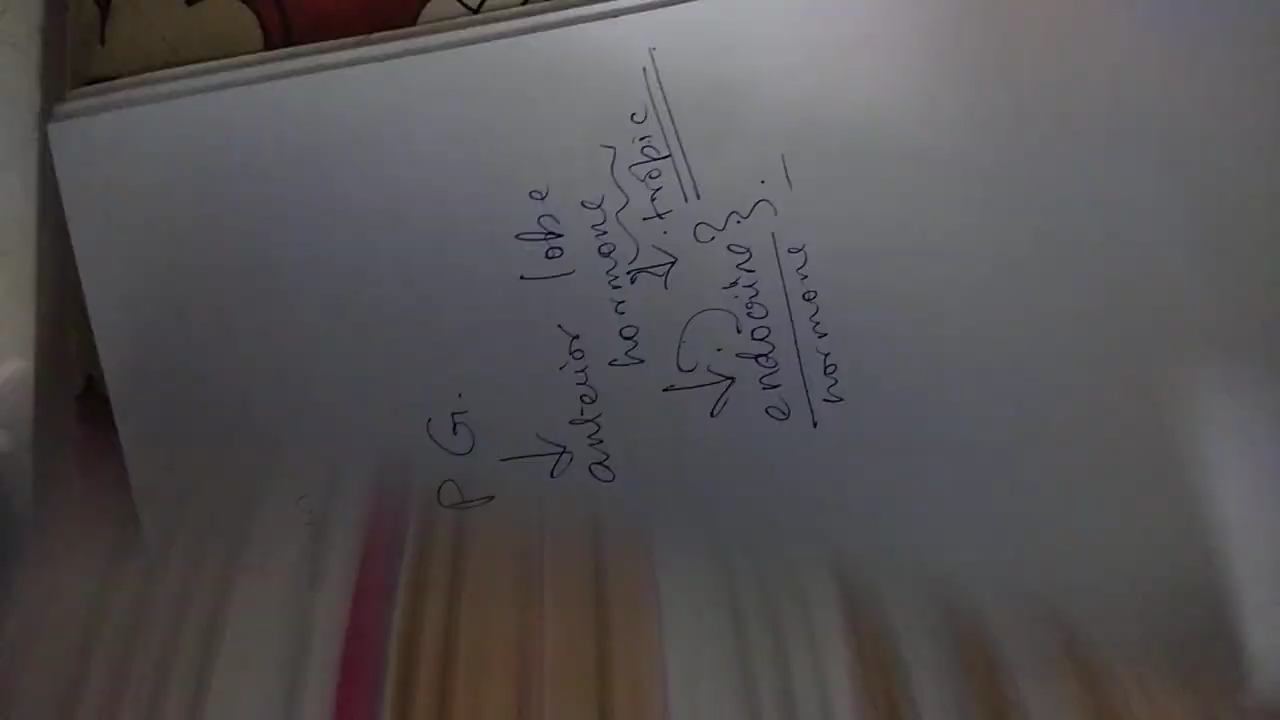 P G.
anterior lobe
hormone
tropic
endocrine
hormone